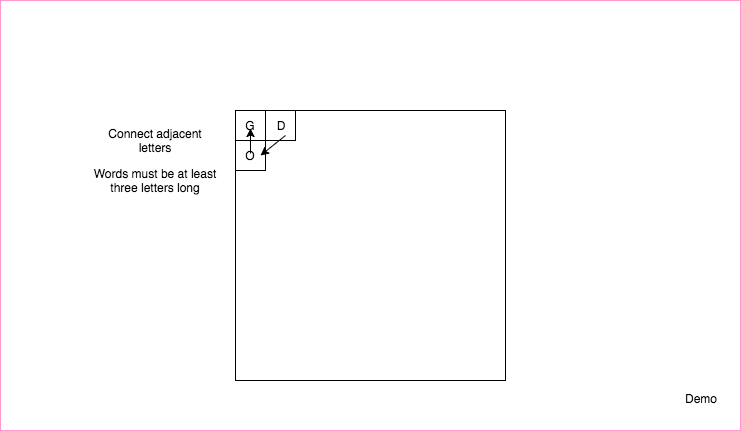 G D
O
Connect adjacent
letters
Words must be at least
three letters long
Demo